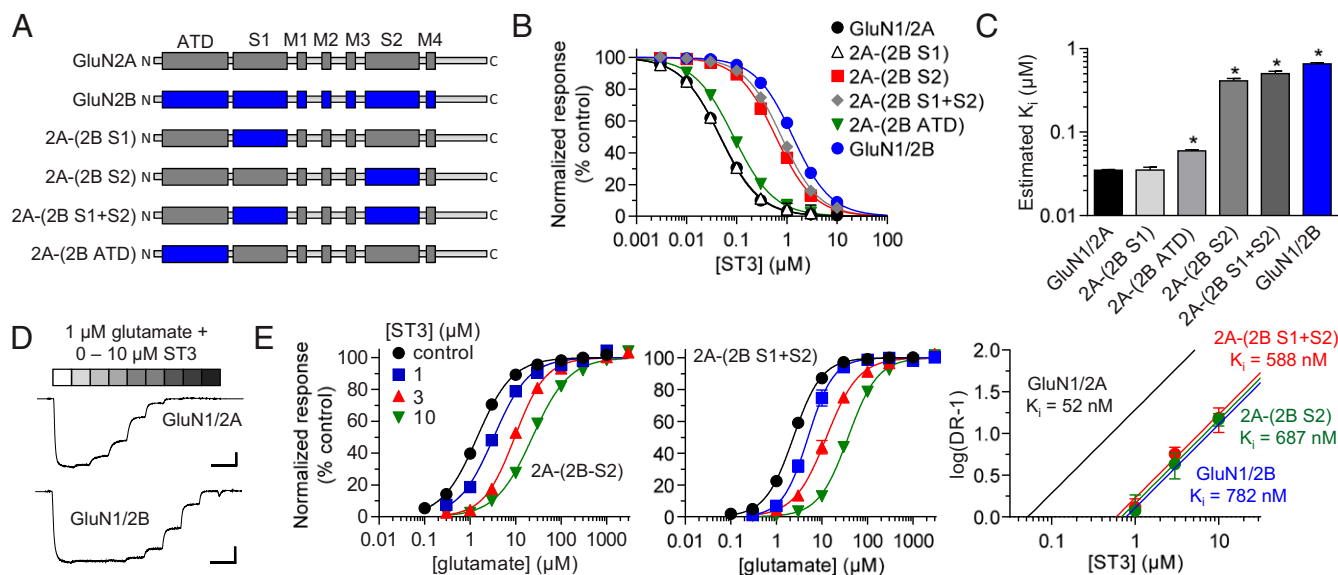 A
ATD S1 M1 M2 M3 S2 M4
GluN2A N C
GluN2B N C
2A-(2B S1) N C
2A-(2B S2) N C
2A-(2B S1+S2) N C
2A-(2B ATD) N C
B
Normalized response
(% control)
100
80
60
40
20
0
0.001 0.01 0.1 1 10 100
[ST3] (µM)
GluN1/2A
2A-(2B S1)
2A-(2B S2)
2A-(2B S1+S2)
2A-(2B ATD)
GluN1/2B
C
Estimated Ki (µM)
1
0.1
0.01
* * * *
GluN1/2A
2A-(2B S1)
2A-(2B ATD)
2A-(2B S2)
2A-(2B S1+S2)
GluN1/2B
D
1 µM glutamate +
0 – 10 µM ST3
GluN1/2A
GluN1/2B
E
Normalized response
(% control)
[ST3] (µM)
control
1
3
10
100
80
60
40
20
0
2A-(2B-S2)
0.01 0.1 1 10 100 1000
[glutamate] (µM)
2A-(2B S1+S2)
100
80
60
40
20
0
0.01 0.1 1 10 100 1000
[glutamate] (µM)
log(DR-1)
2.0
1.5
1.0
0.5
0.0
GluN1/2A
Ki = 52 nM
2A-(2B S1+S2)
Ki = 588 nM
2A-(2B S2)
Ki = 687 nM
GluN1/2B
Ki = 782 nM
0.1 1 10
[ST3] (µM)